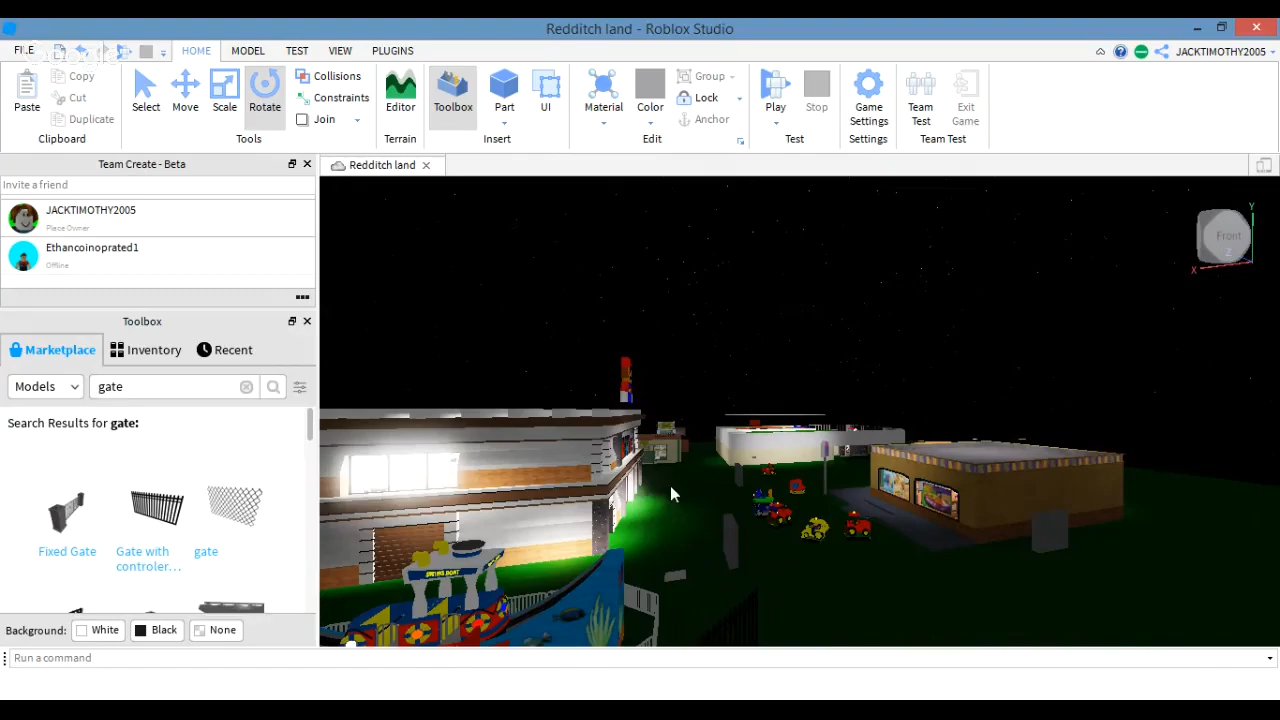 Redditch land - Roblox Studio
FILE HOME MODEL TEST VIEW PLUGINS JACKTIMOTHY2005
Paste Copy Cut Duplicate
Select Move Scale Rotate
Collisions Constraints Join
Editor Toolbox Part UI
Material Color Group Lock Anchor
Play Stop Game Settings Team Test Exit Game
Clipboard Tools Terrain Insert Edit Test Settings Team Test
Team Create - Beta
Redditch land
Invite a friend
JACKTIMOTHY2005
Place Owner
Ethancoinoprated1
Offline
Toolbox
Marketplace Inventory Recent
Models gate
Search Results for gate:
Fixed Gate
Gate with controler...
gate
Background: White Black None
Run a command
Front
Y
X
Z